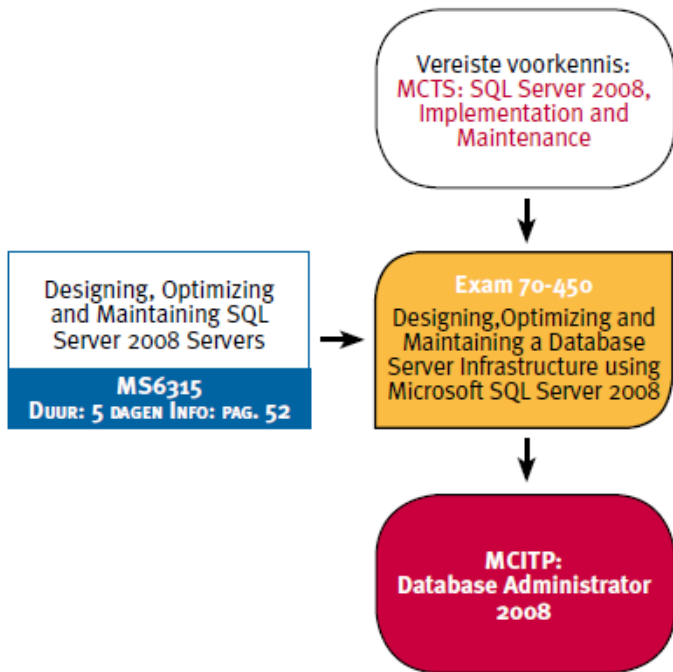 Vereiste voorkennis:
MCTS: SQL Server 2008,
Implementation and
Maintenance
Designing, Optimizing
and Maintaining SQL
Server 2008 Servers
MS6315
DUUR: 5 DAGEN INFO: PAG. 52
Exam 70-450
Designing,Optimizing and
Maintaining a Database
Server Infrastructure using
Microsoft SQL Server 2008
MCITP:
Database Administrator
2008